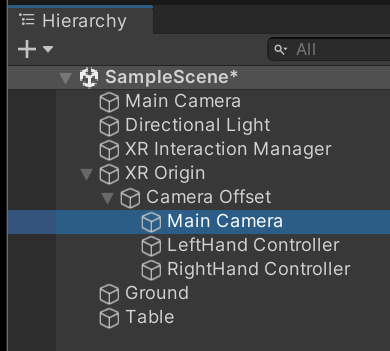 Hierarchy
All
SampleScene*
Main Camera
Directional Light
XR Interaction Manager
XR Origin
Camera Offset
Main Camera
LeftHand Controller
RightHand Controller
Ground
Table